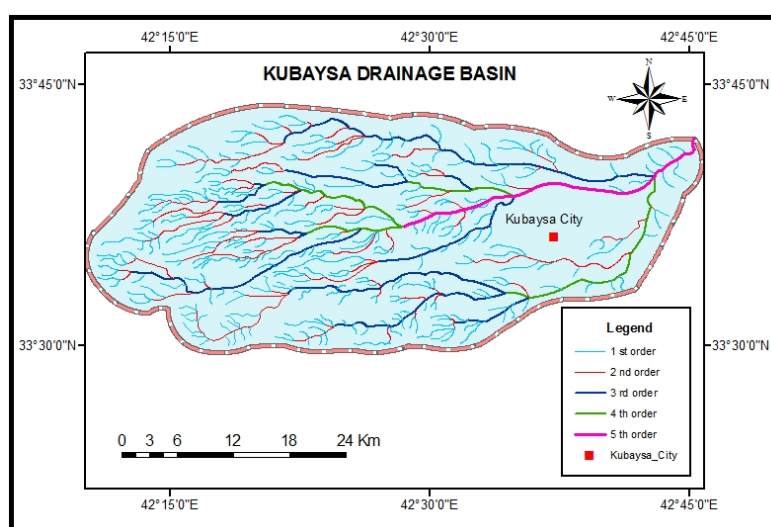 42°15'0"E 42°30'0"E 42°45'0"E
KUBAYSA DRAINAGE BASIN
33°45'0"N 33°45'0"N
N
W E
S
Kubaysa City
33°30'0"N 33°30'0"N
Legend
1 st order
2 nd order
3 rd order
4 th order
5 th order
Kubaysa_City
0 3 6 12 18 24 Km
42°15'0"E 42°30'0"E 42°45'0"E